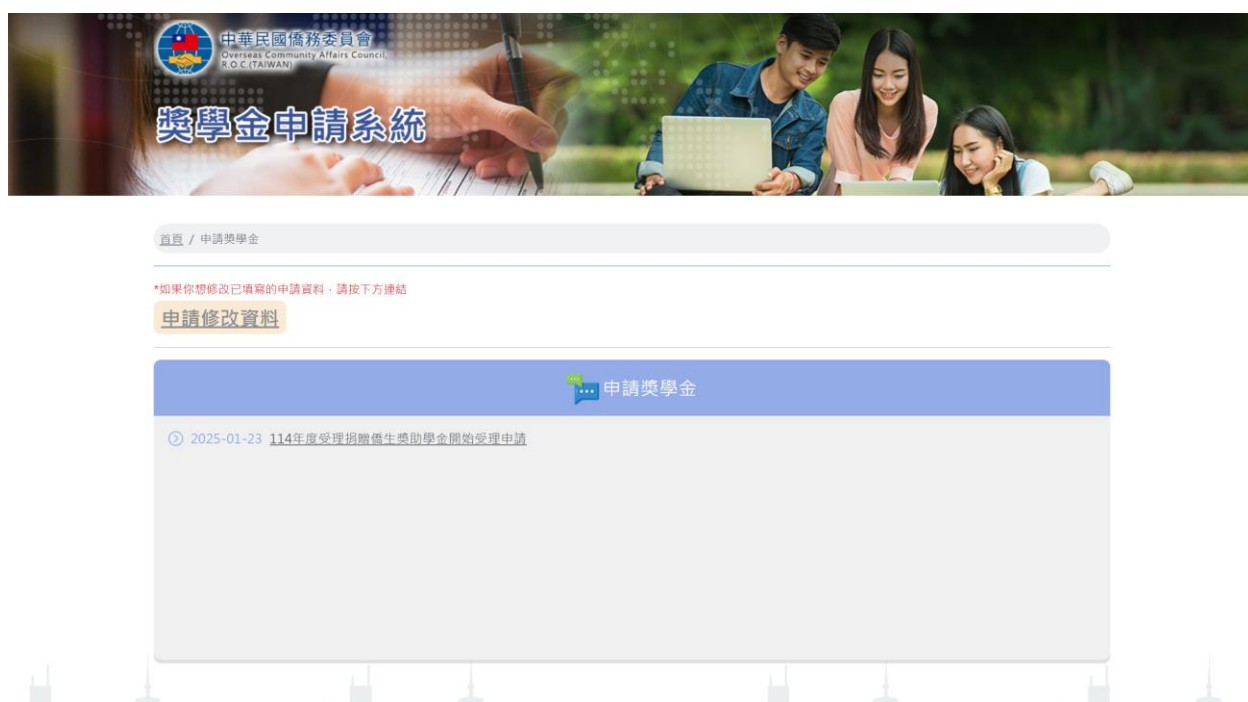 中華民國僑務委員會
Overseas Community Affairs Council,
R.O.C.(TAIWAN)
獎學金申請系統
首頁 / 申請獎學金
*如果你想修改已填寫的申請資料，請按下方連結
申請修改資料
申請獎學金
2025-01-23 114年度受理捐贈僑生獎助學金開始受理申請